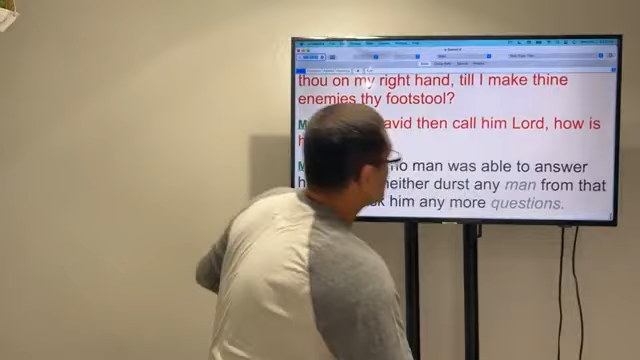 thou on my right hand, till I make thine
enemies thy footstool?
avid then call him Lord, how is
h
no man was able to answer
h neither durst any man from that
k him any more questions.